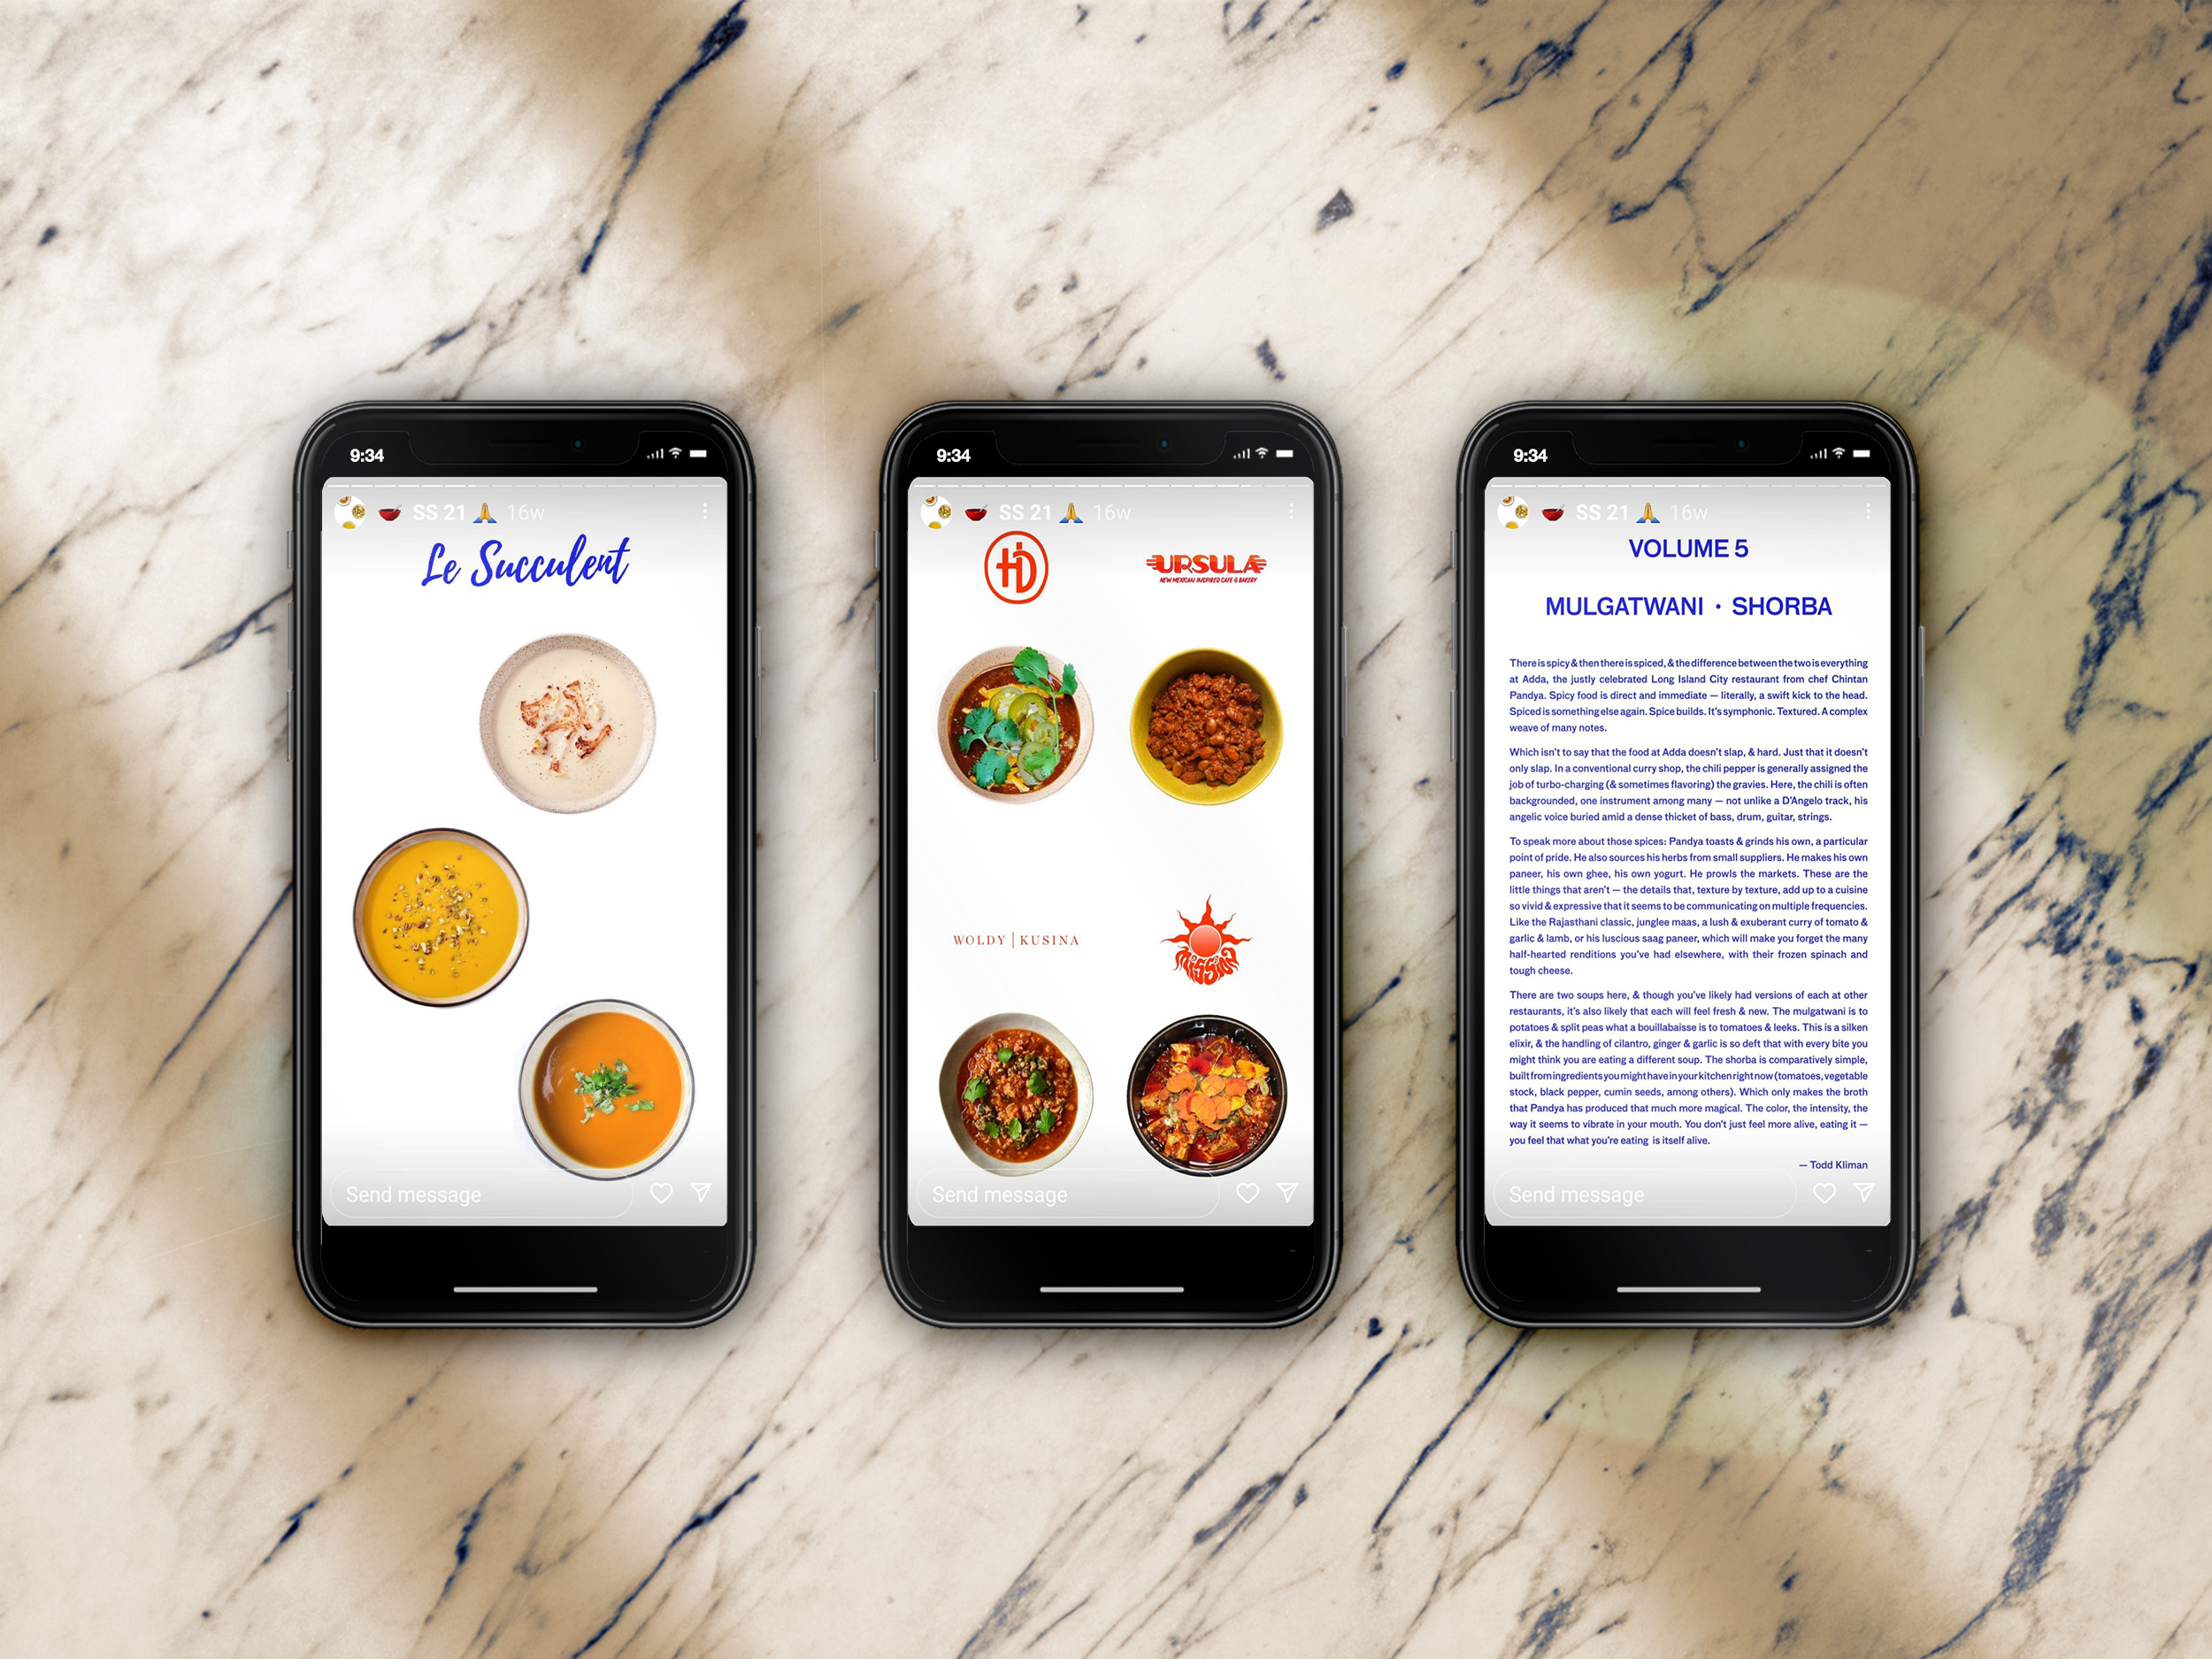 9:34
SS 21 🙏 16w
Le Succulent
Send message
9:34
SS 21 🙏 16w
HD
URSULA
NEW MEXICAN INSPIRED CAFE & BAKERY
WOLDY | KUSINA
MISSION
Send message
9:34
SS 21 🙏 16w
VOLUME 5
MULGATWANI · SHORBA
There is spicy & then there is spiced, & the difference between the two is everything
at Adda, the justly celebrated Long Island City restaurant from chef Chintan
Pandya. Spicy food is direct and immediate — literally, a swift kick to the head.
Spiced is something else again. Spice builds. It's symphonic. Textured. A complex
weave of many notes.
Which isn't to say that the food at Adda doesn't slap, & hard. Just that it doesn't
only slap. In a conventional curry shop, the chili pepper is generally assigned the
job of turbo-charging (& sometimes flavoring) the gravies. Here, the chili is often
backgrounded, one instrument among many — not unlike a D'Angelo track, his
angelic voice buried amid a dense thicket of bass, drum, guitar, strings.
To speak more about those spices: Pandya toasts & grinds his own, a particular
point of pride. He also sources his herbs from small suppliers. He makes his own
paneer, his own ghee, his own yogurt. He prowls the markets. These are the
little things that aren't — the details that, texture by texture, add up to a cuisine
so vivid & expressive that it seems to be communicating on multiple frequencies.
Like the Rajasthani classic, junglee maas, a lush & exuberant curry of tomato &
garlic & lamb, or his luscious saag paneer, which will make you forget the many
half-hearted renditions you've had elsewhere, with their frozen spinach and
tough cheese.
There are two soups here, & though you've likely had versions of each at other
restaurants, it's also likely that each will feel fresh & new. The mulgatwani is to
potatoes & split peas what a bouillabaisse is to tomatoes & leeks. This is a silken
elixir, & the handling of cilantro, ginger & garlic is so deft that with every bite you
might think you are eating a different soup. The shorba is comparatively simple,
built from ingredients you might have in your kitchen right now (tomatoes, vegetable
stock, black pepper, cumin seeds, among others). Which only makes the broth
that Pandya has produced that much more magical. The color, the intensity, the
way it seems to vibrate in your mouth. You don't just feel more alive, eating it —
you feel that what you're eating is itself alive.
— Todd Kliman
Send message